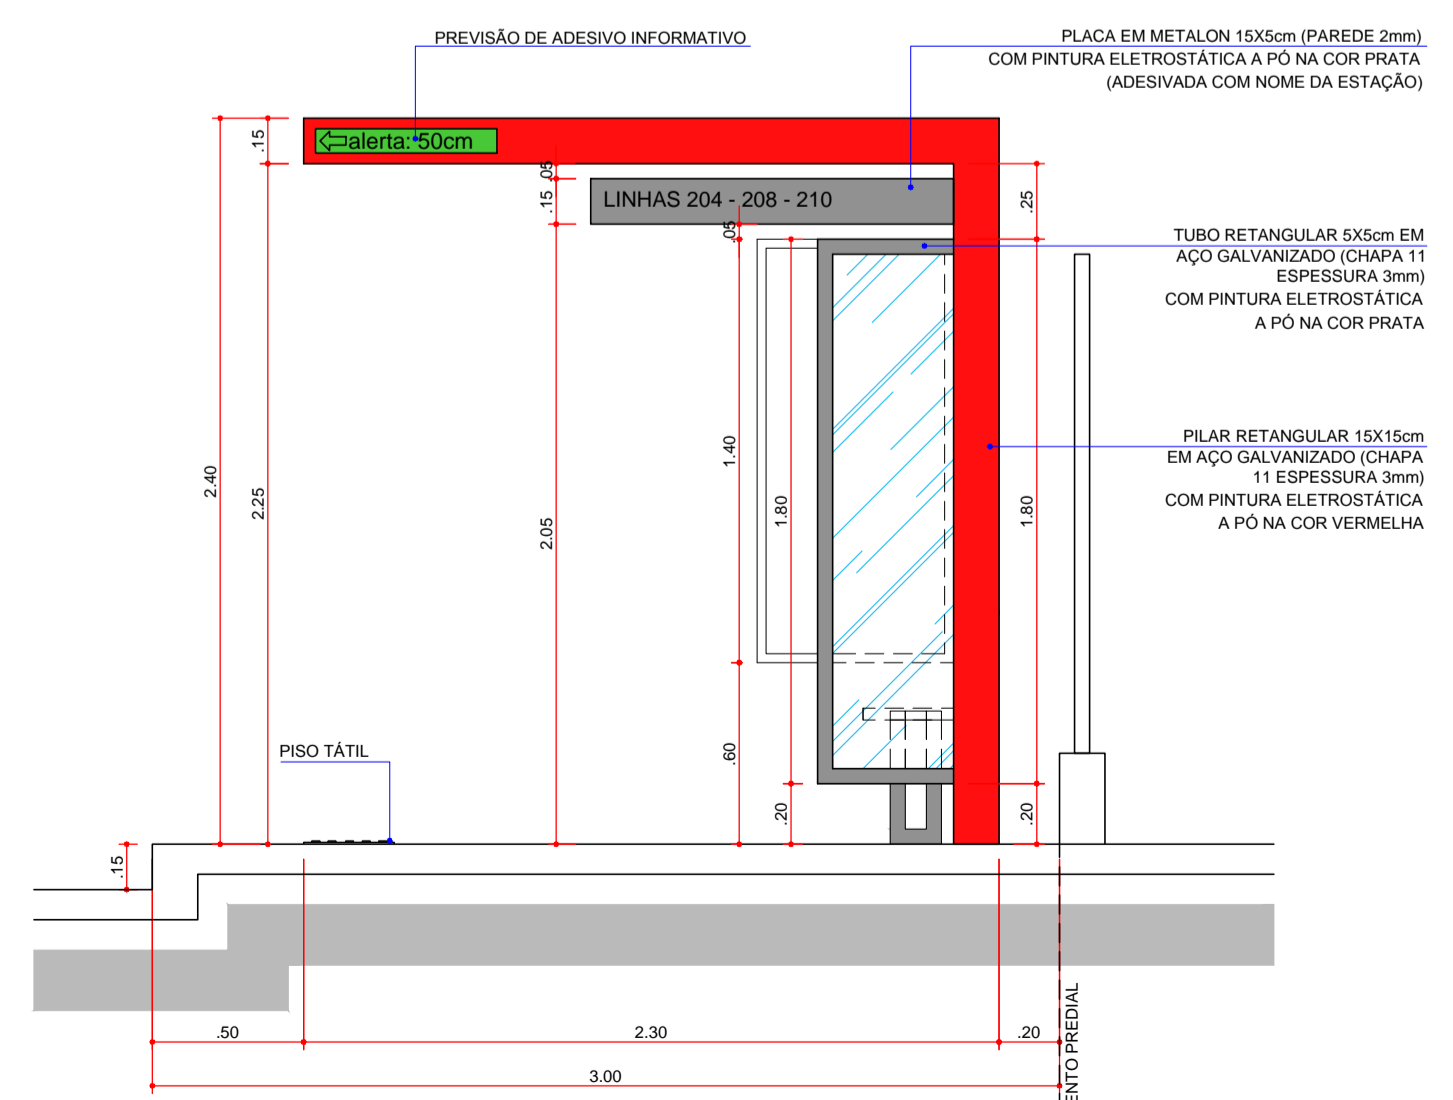 PREVISÃO DE ADESIVO INFORMATIVO
PLACA EM METALON 15X5cm (PAREDE 2mm)
COM PINTURA ELETROSTÁTICA A PÓ NA COR PRATA
(ADESIVADA COM NOME DA ESTAÇÃO)
.15
alerta: 50cm
.05
.15
LINHAS 204 - 208 - 210
.25
.05
TUBO RETANGULAR 5X5cm EM
AÇO GALVANIZADO (CHAPA 11
ESPESSURA 3mm)
COM PINTURA ELETROSTÁTICA
A PÓ NA COR PRATA
PILAR RETANGULAR 15X15cm
EM AÇO GALVANIZADO (CHAPA
11 ESPESSURA 3mm)
COM PINTURA ELETROSTÁTICA
A PÓ NA COR VERMELHA
2.40
2.25
2.05
1.40
1.80
1.80
PISO TÁTIL
.60
.20
.20
.15
ENTO PREDIAL
.50
2.30
.20
3.00